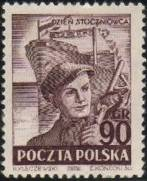 DZIEŃ STOCZNIOWCA
GR
90
POCZTA POLSKA